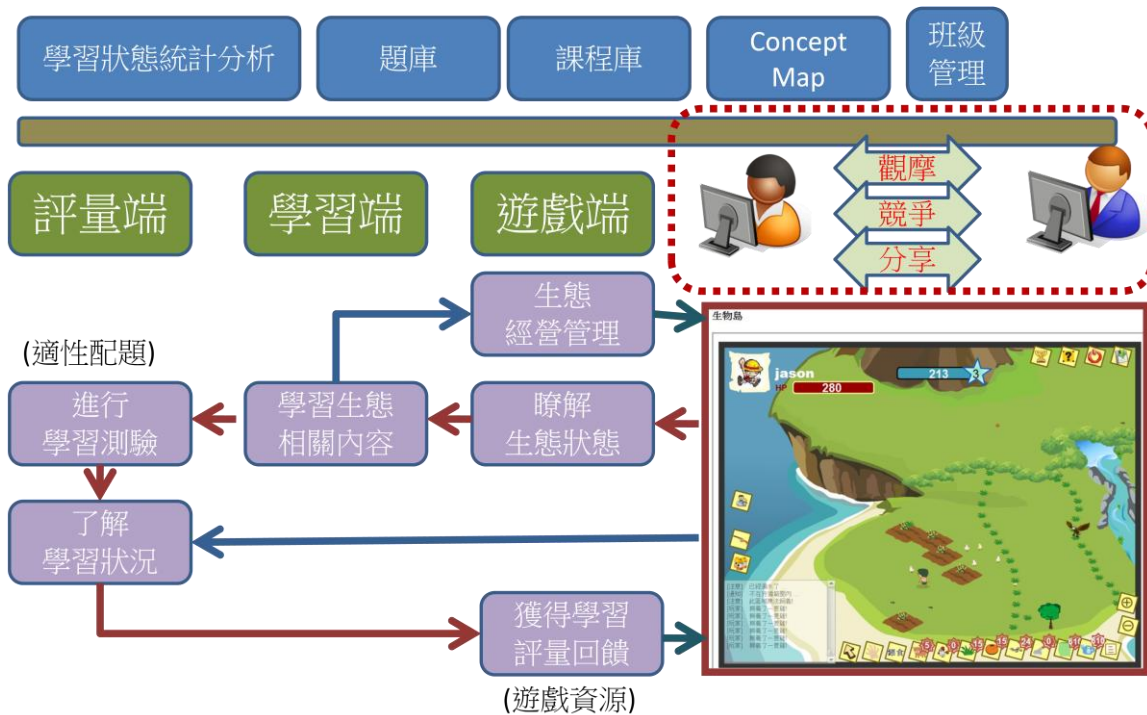 學習狀態統計分析
題庫
課程庫
Concept
Map
班級
管理
評量端
學習端
遊戲端
觀摩
競爭
分享
生態
經營管理
生物島
(適性配題)
進行
學習測驗
學習生態
相關內容
瞭解
生態狀態
jason
213
3
HP
280
了解
學習狀況
獲得學習
評量回饋
(遊戲資源)